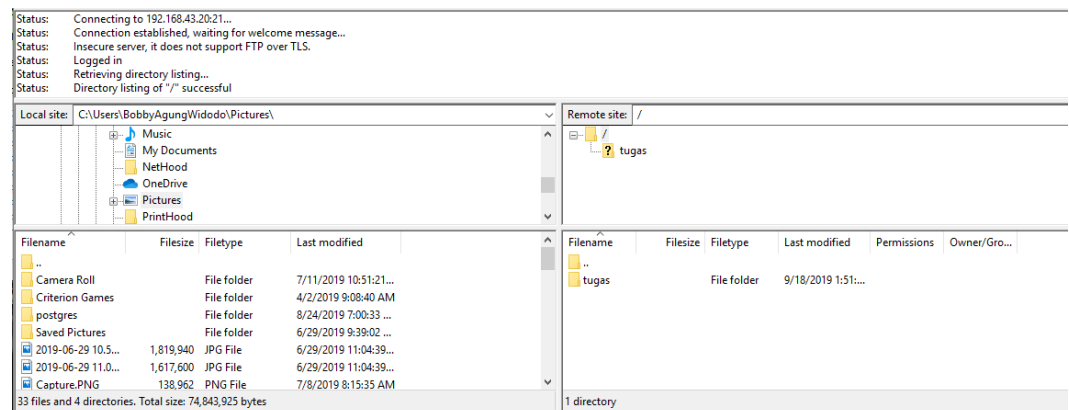 Status: Connecting to 192.168.43.20:21...
Status: Connection established, waiting for welcome message...
Status: Insecure server, it does not support FTP over TLS.
Status: Logged in
Status: Retrieving directory listing...
Status: Directory listing of "/" successful
Local site: C:\Users\BobbyAgungWidodo\Pictures\
Music
My Documents
NetHood
OneDrive
Pictures
PrintHood
Remote site: /
/
? tugas
Filename Filesize Filetype Last modified
..
Camera Roll File folder 7/11/2019 10:51:21...
Criterion Games File folder 4/2/2019 9:08:40 AM
postgres File folder 8/24/2019 7:00:33 ...
Saved Pictures File folder 6/29/2019 9:39:02 ...
2019-06-29 10.5... 1,819,940 JPG File 6/29/2019 11:04:39...
2019-06-29 11.0... 1,617,600 JPG File 6/29/2019 11:04:39...
Capture.PNG 138,962 PNG File 7/8/2019 8:15:35 AM
33 files and 4 directories. Total size: 74,843,925 bytes
Filename Filesize Filetype Last modified Permissions Owner/Gro...
..
tugas File folder 9/18/2019 1:51:...
1 directory